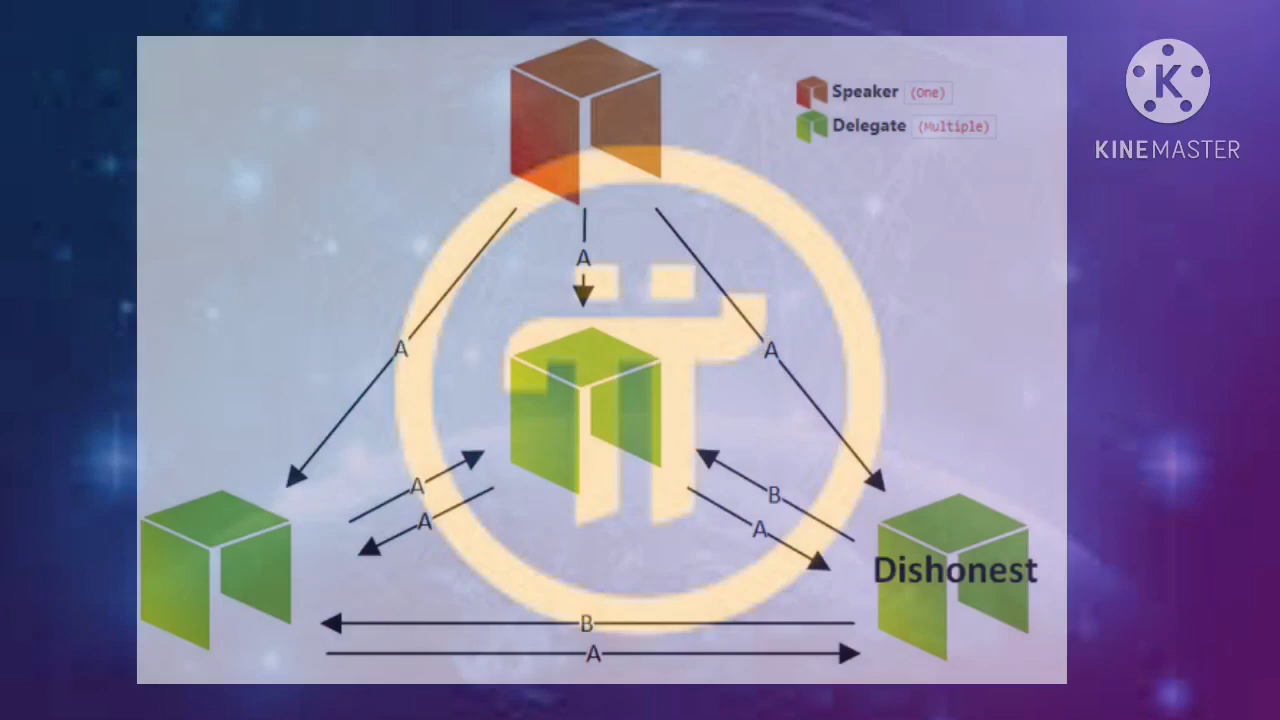 Speaker (One)
Delegate (Multiple)
K
KINEMASTER
A
A
A
A
B
A
A
Dishonest
B
A